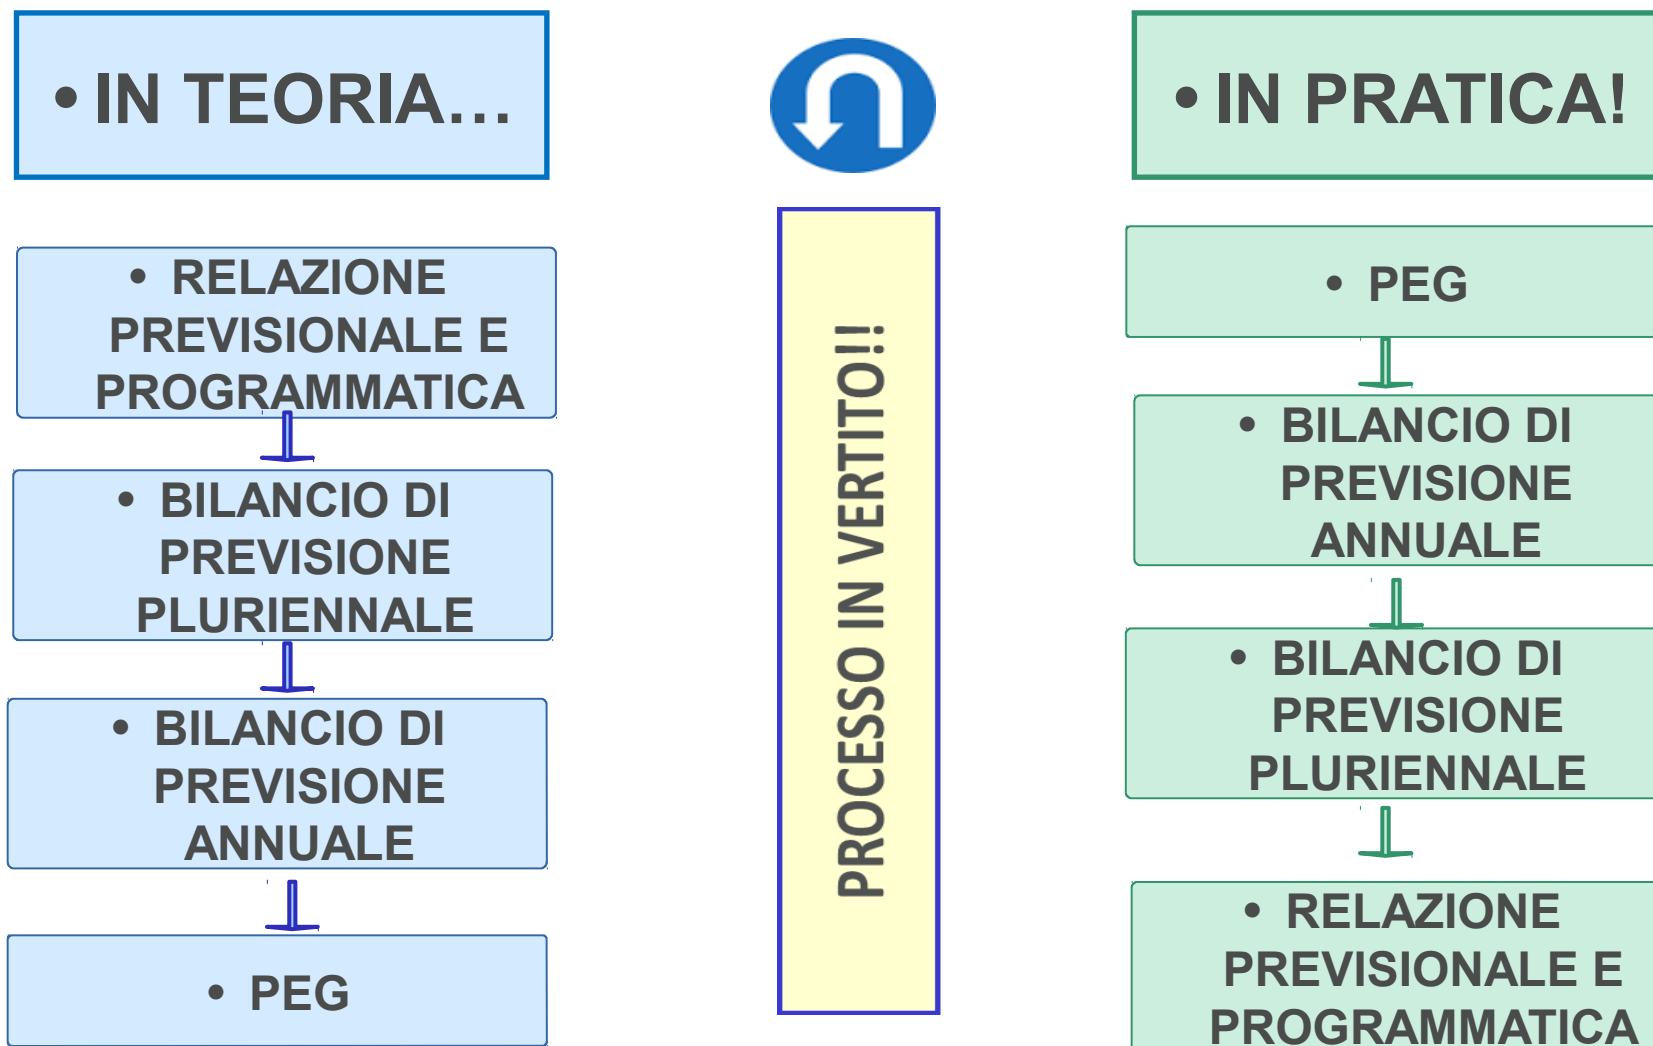 • IN TEORIA...
• RELAZIONE
PREVISIONALE E
PROGRAMMATICA
• BILANCIO DI
PREVISIONE
PLURIENNALE
• BILANCIO DI
PREVISIONE
ANNUALE
• PEG
PROCESSO IN VERTITO!!
• IN PRATICA!
• PEG
• BILANCIO DI
PREVISIONE
ANNUALE
• BILANCIO DI
PREVISIONE
PLURIENNALE
• RELAZIONE
PREVISIONALE E
PROGRAMMATICA